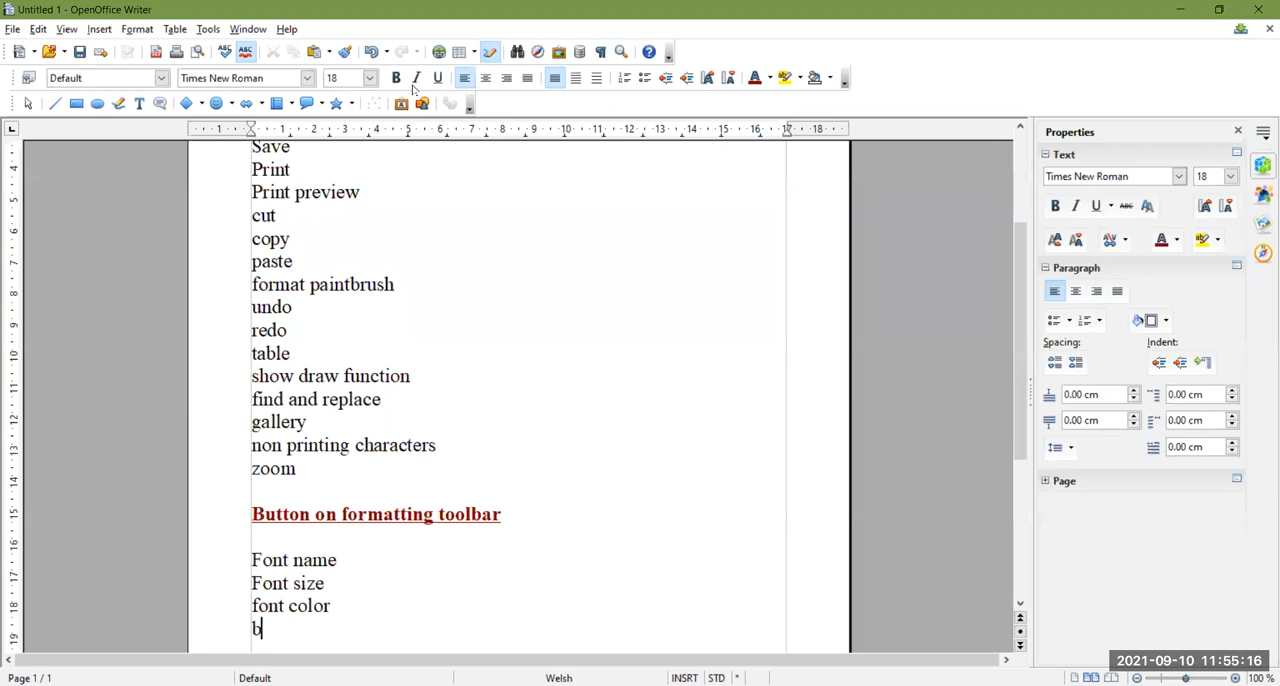 Untitled 1 - OpenOffice Writer
File Edit View Insert Format Table Tools Window Help
Default Times New Roman 18
Properties
Text
Times New Roman 18
Paragraph
Spacing: Indent:
0.00 cm 0.00 cm
0.00 cm 0.00 cm
0.00 cm
Page
Save
Print
Print preview
cut
copy
paste
format paintbrush
undo
redo
table
show draw function
find and replace
gallery
non printing characters
zoom
Button on formatting toolbar
Font name
Font size
font color
b
2021-09-10 11:55:16
Page 1 / 1 Default Welsh INSRT STD * 100 %